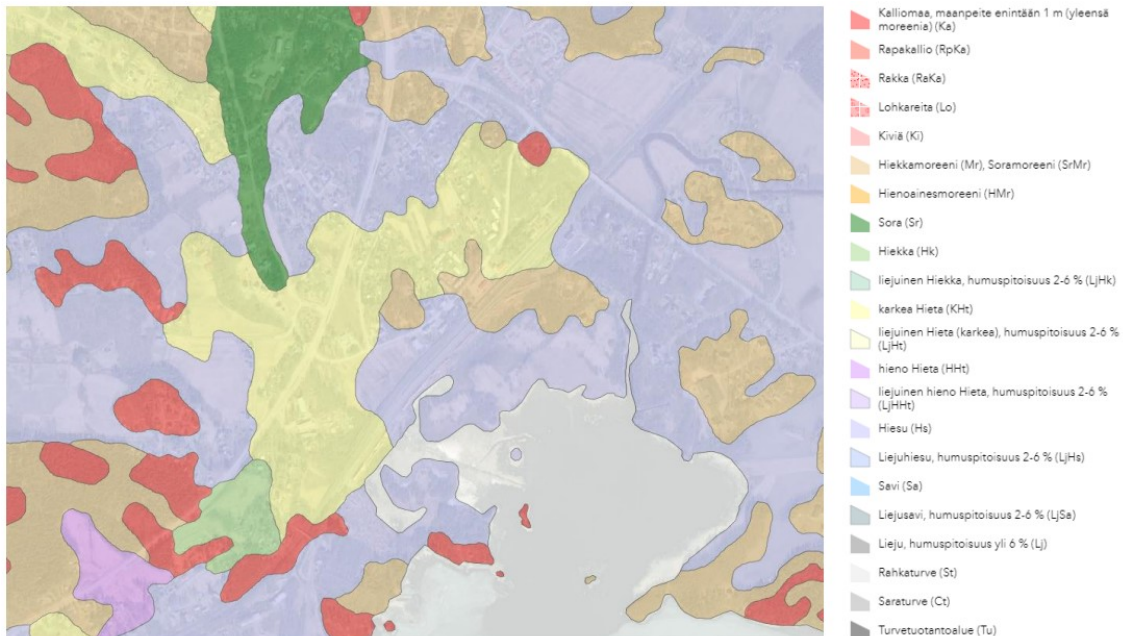 Kalliomaa, maanpeite enintään 1 m (yleensä
moreenia) (Ka)
Rapakallio (RpKa)
Rakka (RaKa)
Lohkareita (Lo)
Kiviä (Ki)
Hiekkamoreeni (Mr), Soramoreeni (SrMr)
Hienoainesmoreeni (HMr)
Sora (Sr)
Hiekka (Hk)
liejuinen Hiekka, humuspitoisuus 2-6 % (LjHk)
karkea Hieta (KHt)
liejuinen Hieta (karkea), humuspitoisuus 2-6 %
(LjHt)
hieno Hieta (HHt)
liejuinen hieno Hieta, humuspitoisuus 2-6 %
(LjHHt)
Hiesu (Hs)
Liejuhiesu, humuspitoisuus 2-6 % (LjHs)
Savi (Sa)
Liejusavi, humuspitoisuus 2-6 % (LjSa)
Lieju, humuspitoisuus yli 6 % (Lj)
Rahkaturve (St)
Saraturve (Ct)
Turvetuotantoalue (Tu)